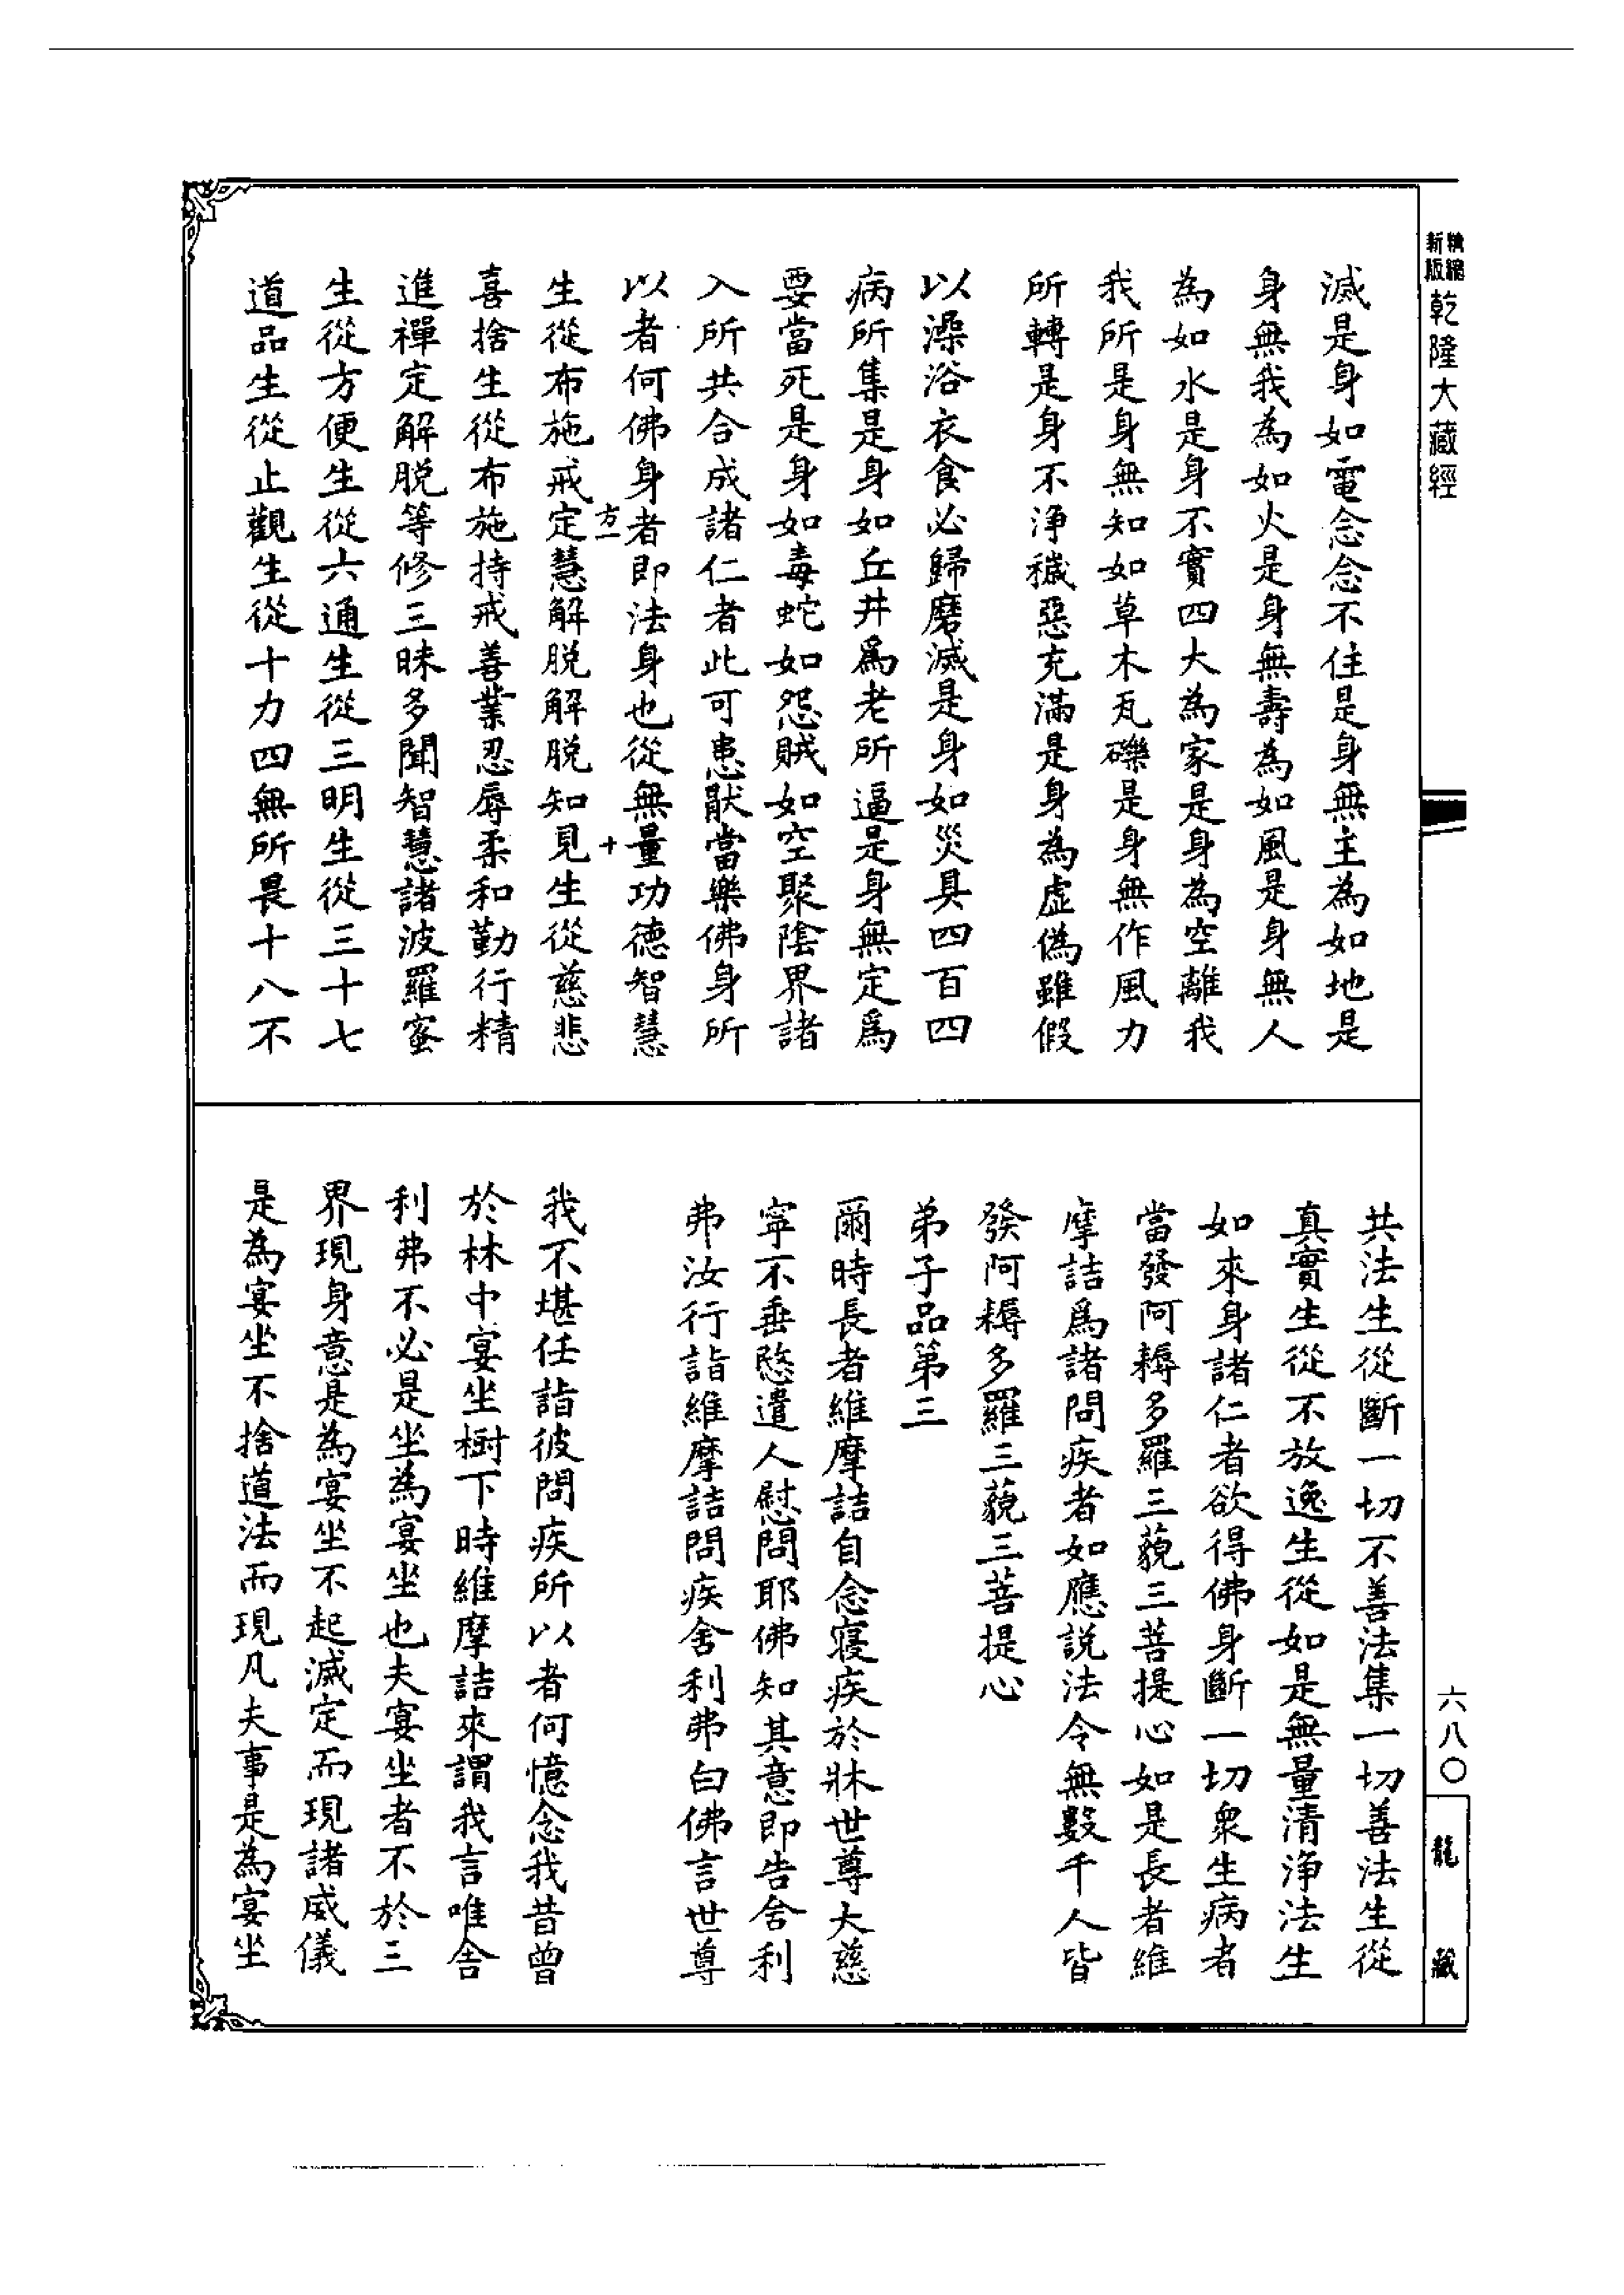 精縮新版乾隆大藏經
滅是身如電念念不住是身無主為如地是
身無我為如火是身無壽為如風是身無人
為如水是身不實四大為家是身為空離我
我所是身無知如草木瓦礫是身無作風力
所轉是身不淨穢惡充滿是身為虛偽雖假
以澡浴衣食必歸磨滅是身如災具四百四
病所集是身如丘井為老所逼是身無定為
要當死是身如毒蛇如怨賊如空聚陰界諸
入所共合成諸仁者此可患猒當樂佛身所
以者何佛身者即法身也從無量功德智慧
方一 十
生從布施戒定慧解脫解脫知見生從慈悲
喜捨生從布施持戒善業忍辱柔和勤行精
進禪定解脫等修三昧多聞智慧諸波羅蜜
生從方便生從六通生從三明生從三十七
道品生從止觀生從十力四無所畏十八不
共法生從斷一切不善法集一切善法生從
真實生從不放逸生從如是無量清淨法生
如來身諸仁者欲得佛身斷一切眾生病者
當發阿耨多羅三藐三菩提心如是長者維
摩詰為諸問疾者如應說法令無數千人皆
發阿耨多羅三藐三菩提心
弟子品第三
爾時長者維摩詰自念寢疾於牀世尊大慈
寧不垂愍遣人慰問耶佛知其意即告舍利
弗汝行詣維摩詰問疾舍利弗白佛言世尊
我不堪任詣彼問疾所以者何憶念我昔曾
於林中宴坐樹下時維摩詰來謂我言唯舍
利弗不必是坐為宴坐也夫宴坐者不於三
界現身意是為宴坐不起滅定而現諸威儀
是為宴坐不捨道法而現凡夫事是為宴坐
六八〇
龍藏